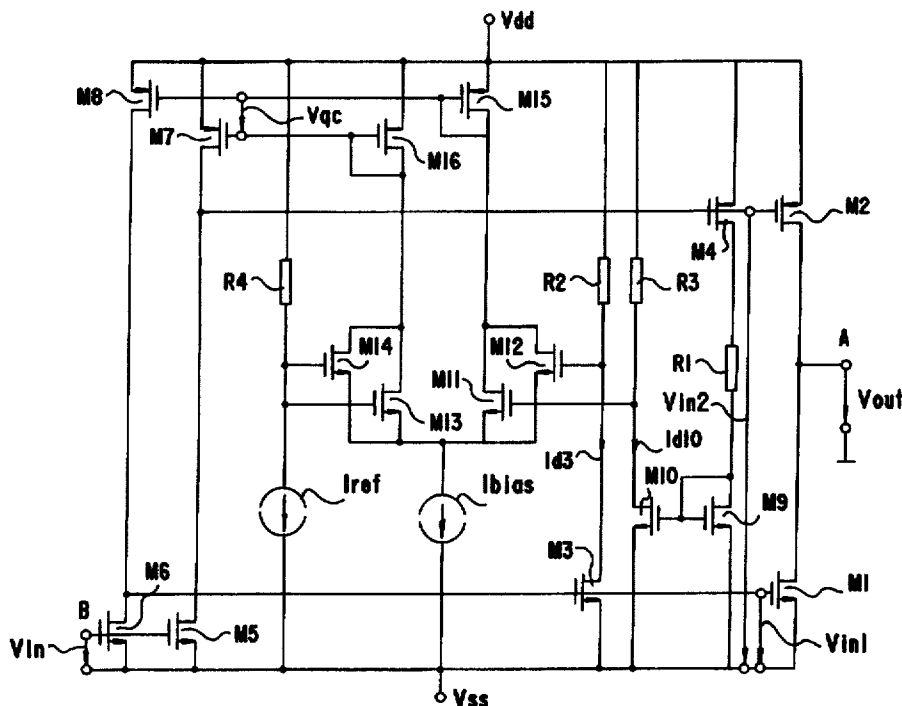 Vdd
M8
M15
Vqc
M7
M16
M2
M4
R4
R2
R3
A
M14
M12
R1
M11
Vin2
Vout
M13
Id3
Id10
Iref
Ibias
M10
M9
M3
M6
M1
B
M5
Vin
Vin1
Vss